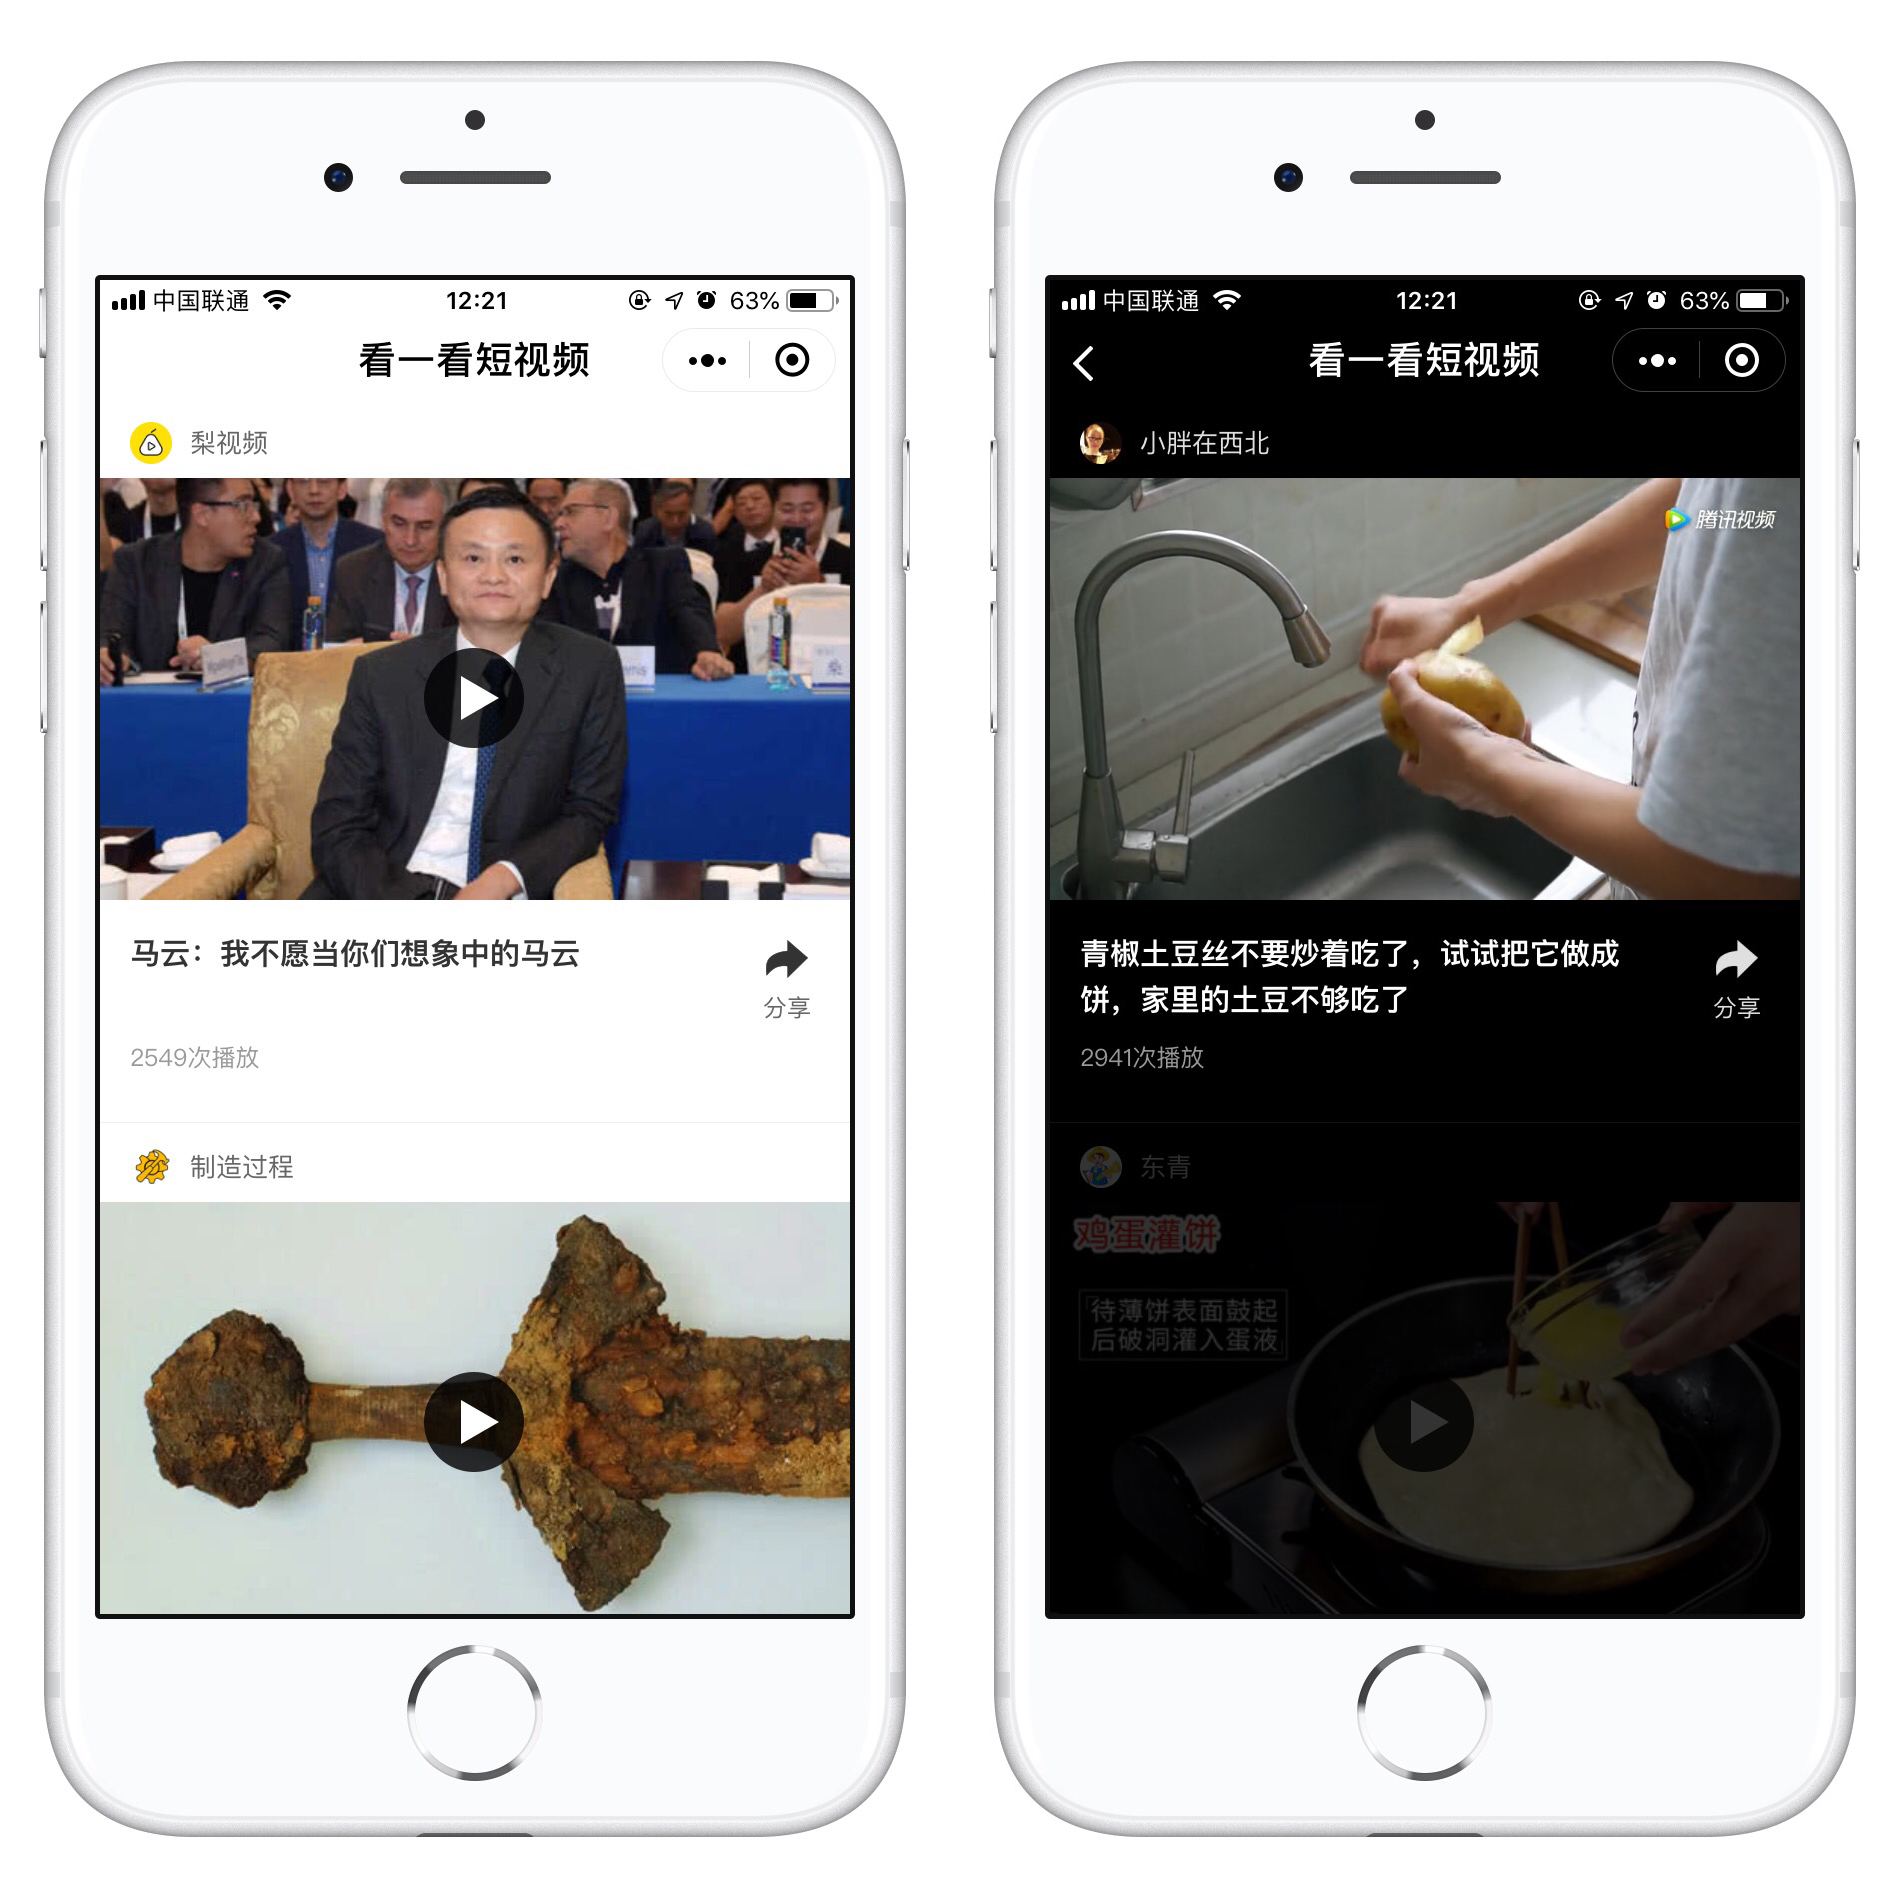 中国联通
12:21
63%
看一看短视频
梨视频
马云：我不愿当你们想象中的马云
分享
2549次播放
制造过程
中国联通
12:21
63%
看一看短视频
小胖在西北
腾讯视频
青椒土豆丝不要炒着吃了，试试把它做成
饼，家里的土豆不够吃了
分享
2941次播放
东青
鸡蛋灌饼
「待薄饼表面鼓起
后破洞灌入蛋液」